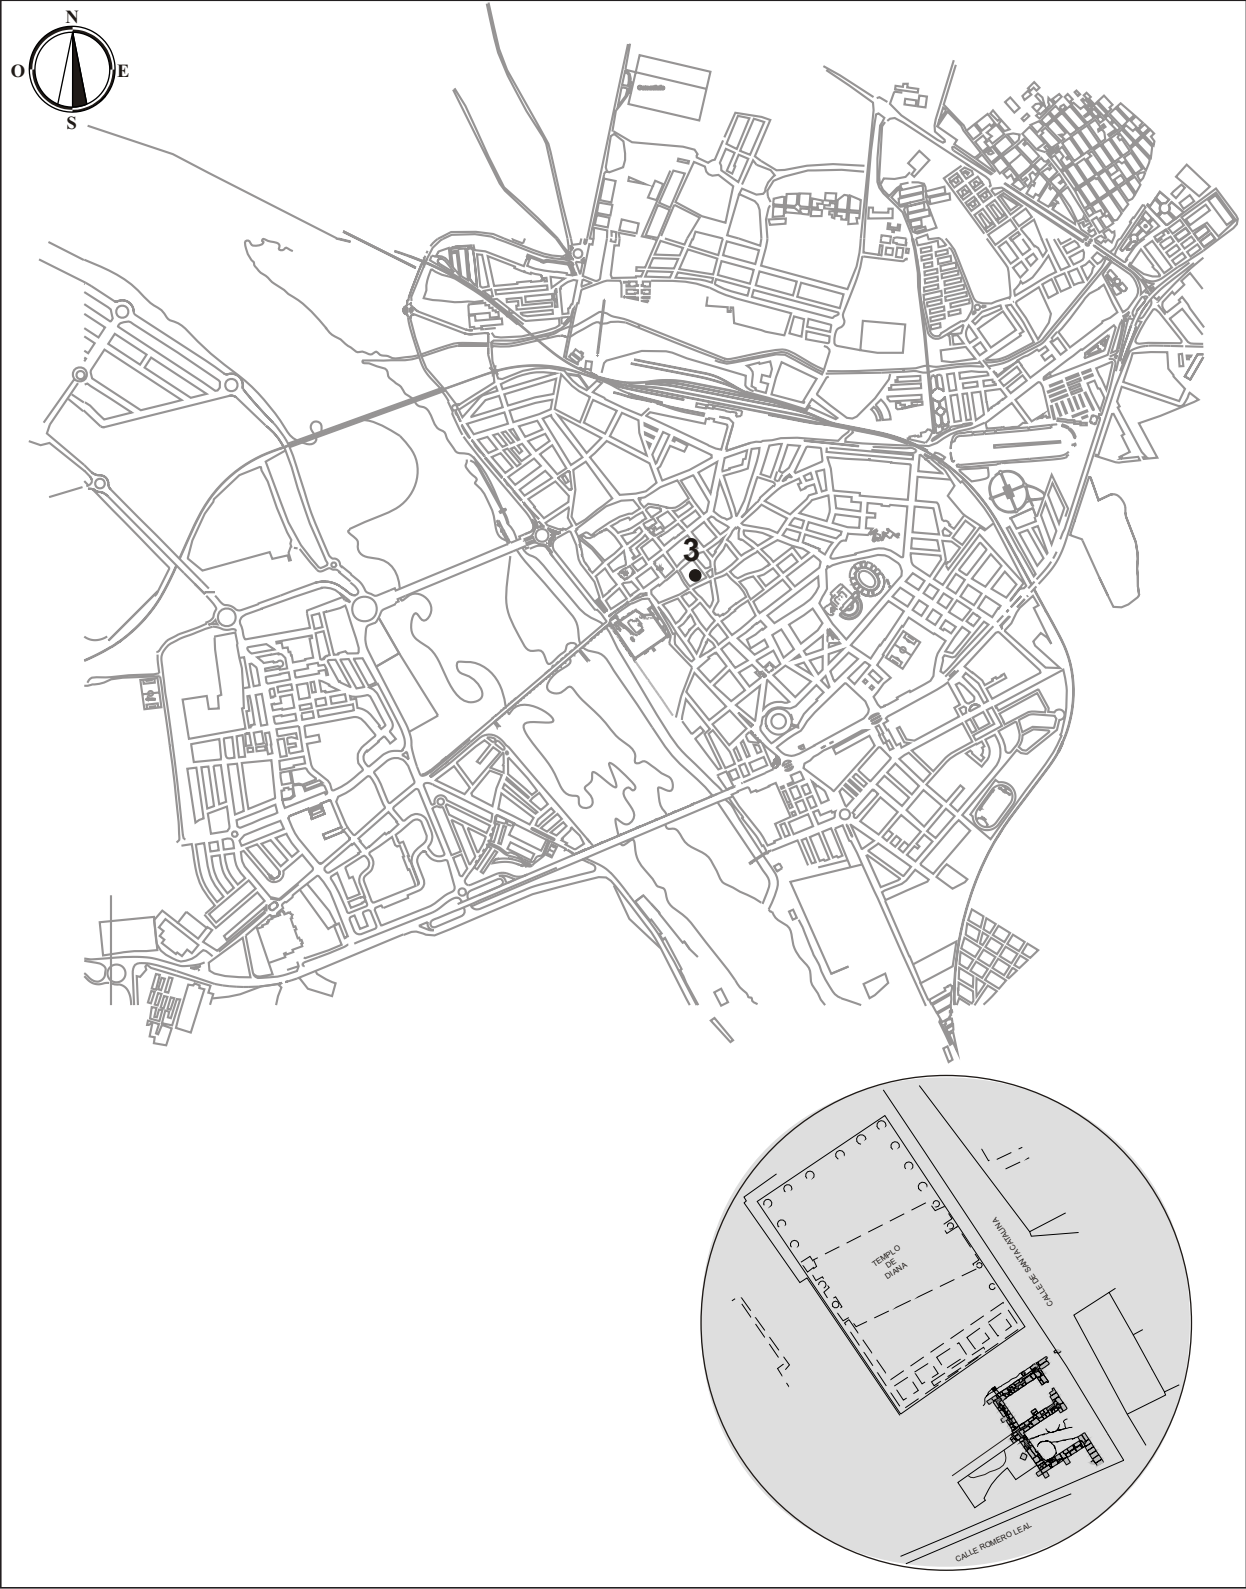 N
O E
S
3
TEMPLO
DE
DIANA
CALLE DE SANTA CATALINA
CALLE ROMERO LEAL